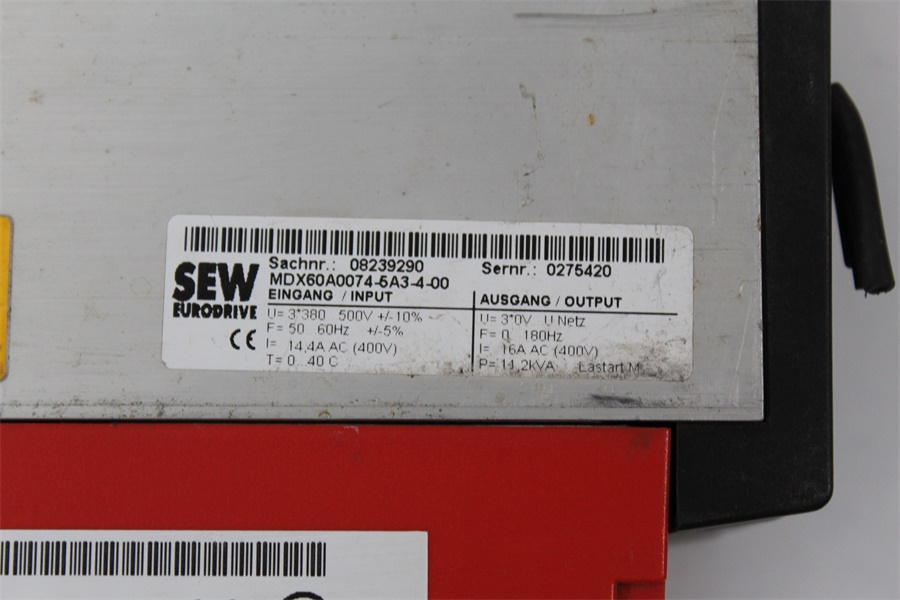 Sachnr.: 08239290 Sernr.: 0275420
SEW
EURODRIVE
MDX60A0074-5A3-4-00
EINGANG / INPUT
U= 3*380 500V +/-10%
F= 50 60Hz +/-5%
I= 14,4A AC (400V)
T= 0...40 C
CE
AUSGANG / OUTPUT
U= 3*0V U Netz
F= 0 180Hz
I= 16A AC (400V)
P= 11,2kVA Lastart M